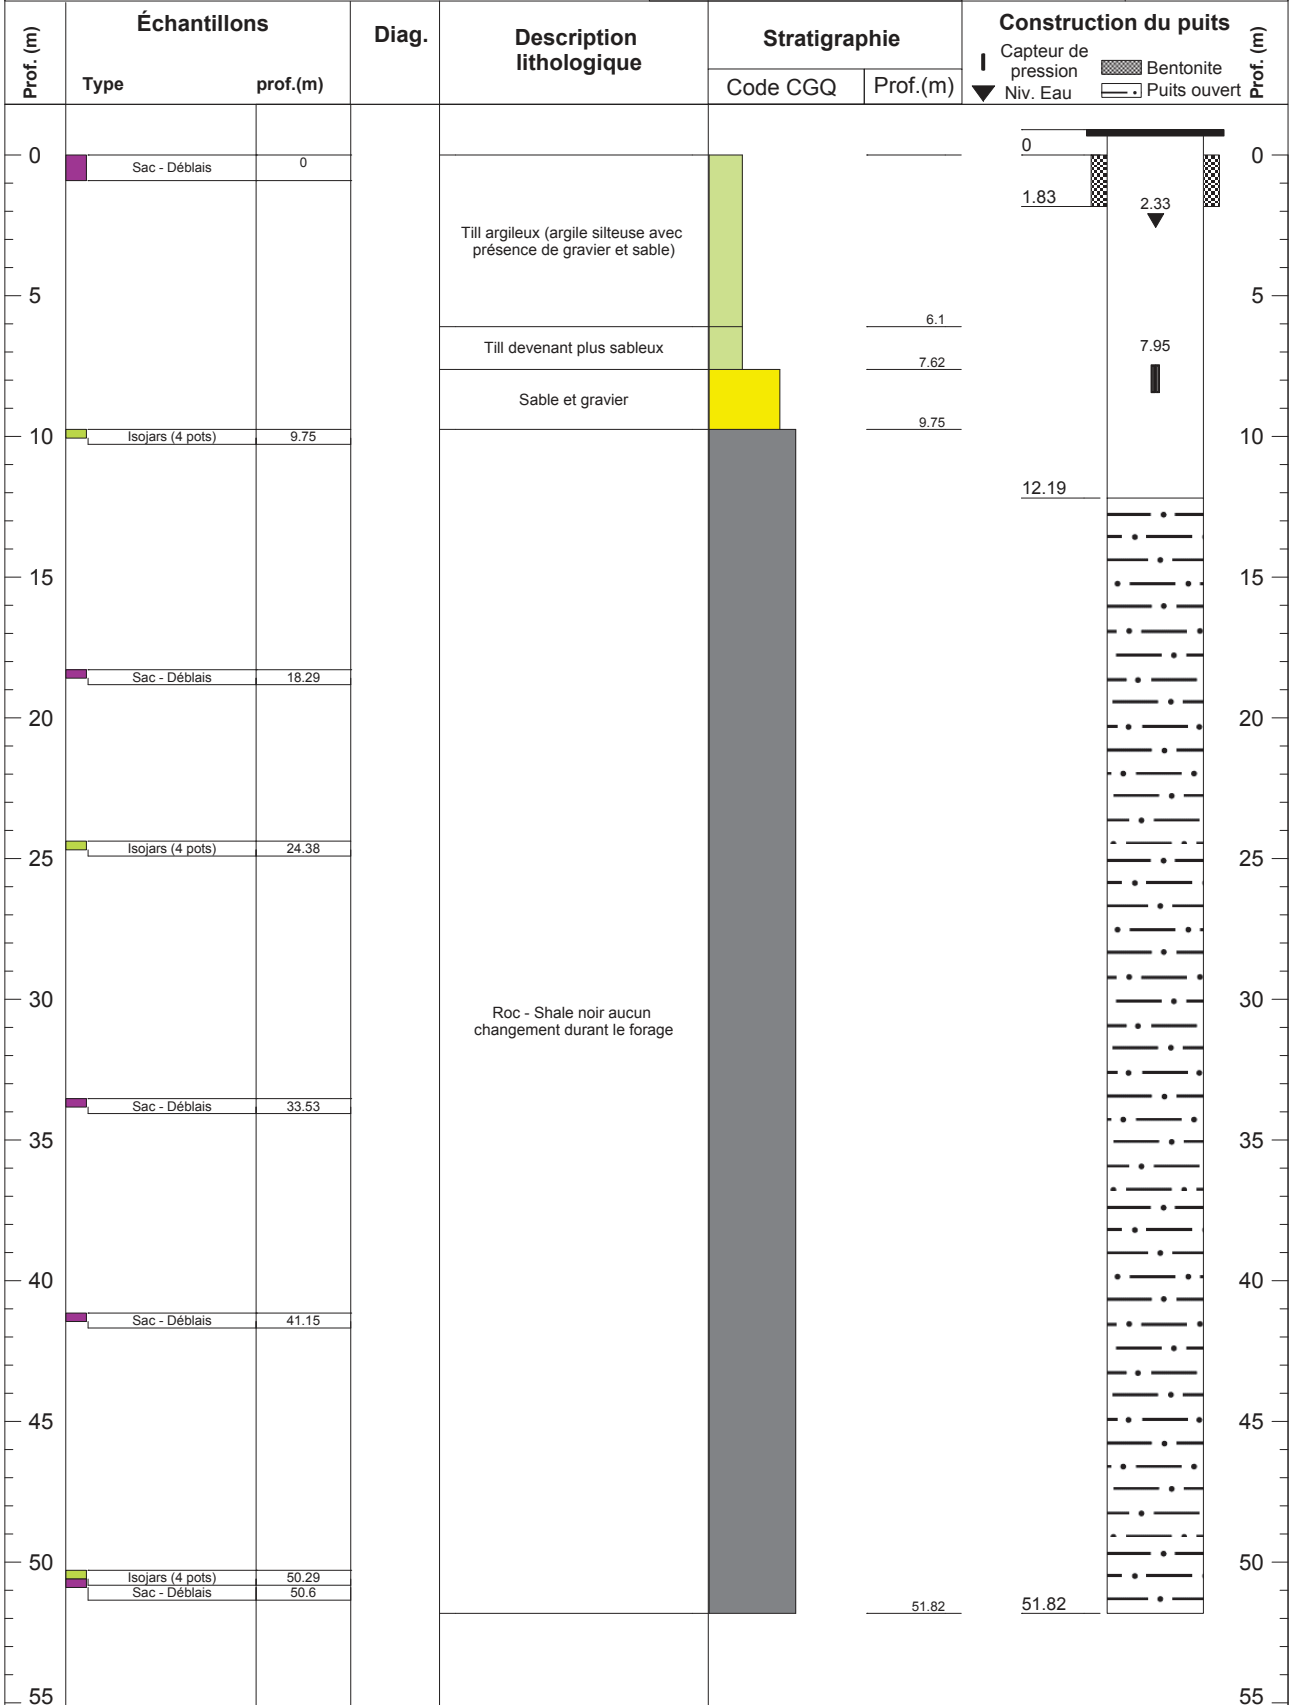 Prof. (m)
Échantillons
Type
prof.(m)
Diag.
Description
lithologique
Stratigraphie
Code CGQ
Prof.(m)
Construction du puits
Capteur de
pression
Niv. Eau
Bentonite
Puits ouvert
Prof. (m)
0
5
10
15
20
25
30
35
40
45
50
55
Sac - Déblais 0
Isojars (4 pots) 9.75
Sac - Déblais 18.29
Isojars (4 pots) 24.38
Sac - Déblais 33.53
Sac - Déblais 41.15
Isojars (4 pots) 50.29
Sac - Déblais 50.6
Till argileux (argile silteuse avec
présence de gravier et sable)
Till devenant plus sableux
Sable et gravier
Roc - Shale noir aucun
changement durant le forage
6.1
7.62
9.75
51.82
0
1.83
2.33
7.95
12.19
51.82
0
5
10
15
20
25
30
35
40
45
50
55